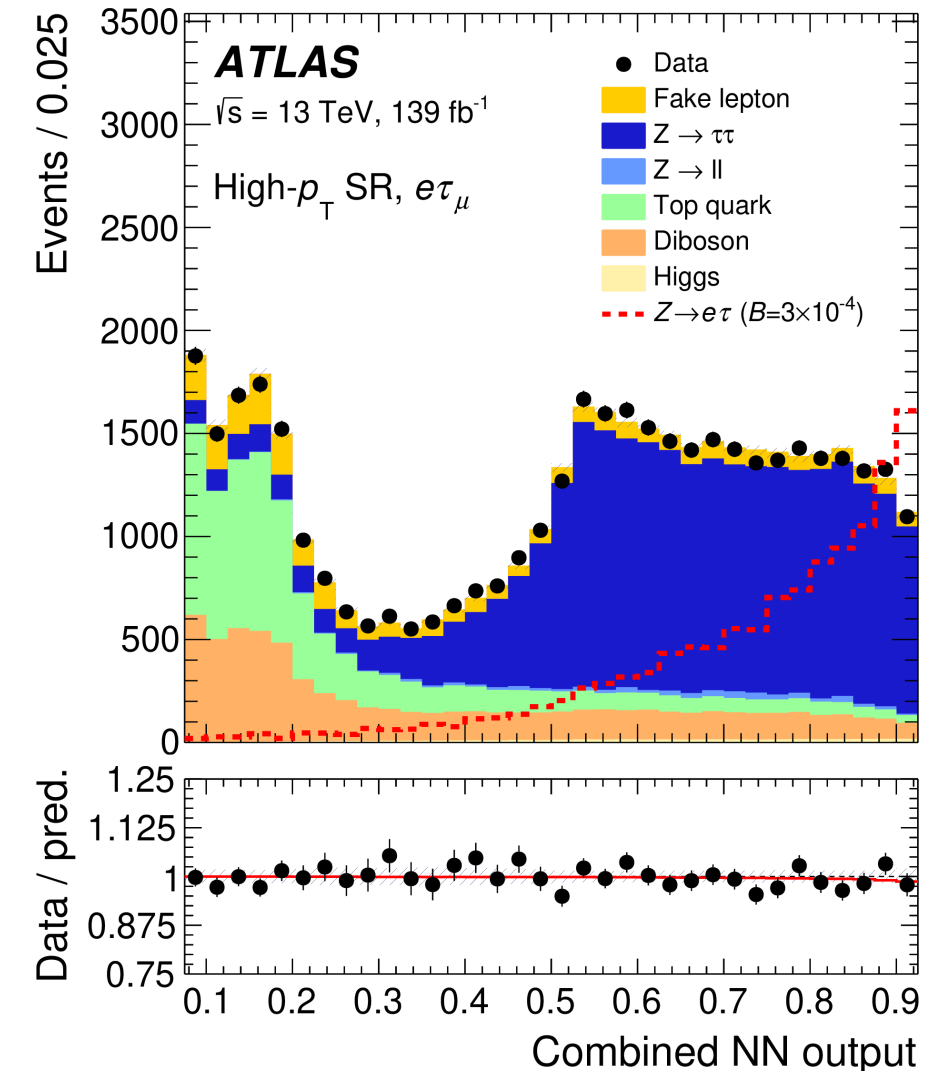 3500
3000
2500
2000
1500
1000
500
0
Events / 0.025
ATLAS
√s = 13 TeV, 139 fb⁻¹
High-p_T SR, eτ_μ
Data
Fake lepton
Z → ττ
Z → ll
Top quark
Diboson
Higgs
Z→eτ (B=3×10⁻⁴)
1.25
1.125
1
0.875
0.75
Data / pred.
0.1 0.2 0.3 0.4 0.5 0.6 0.7 0.8 0.9
Combined NN output